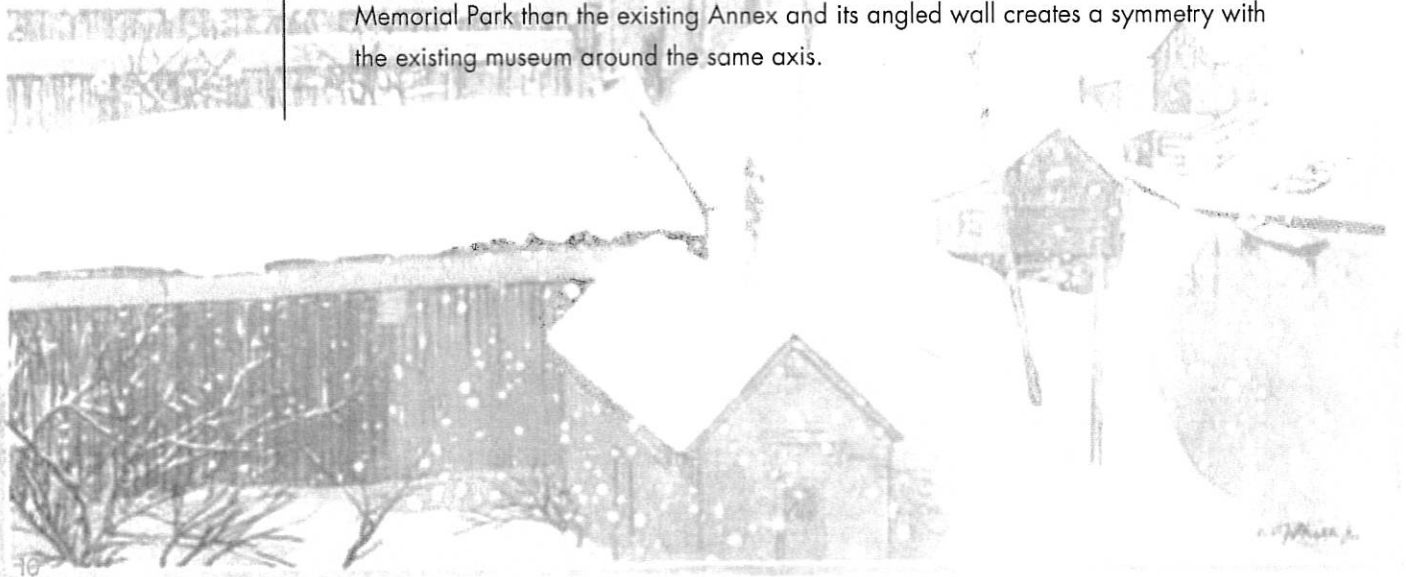 Memorial Park than the existing Annex and its angled wall creates a symmetry with
the existing museum around the same axis.
10